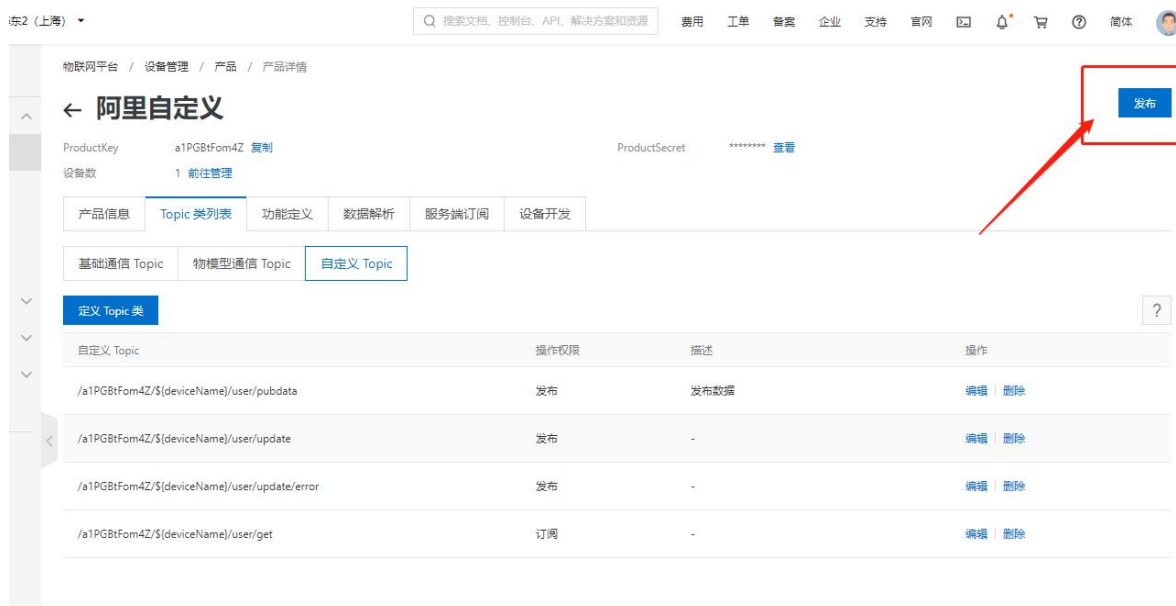 东2（上海）
搜索文档、控制台、API、解决方案和资源 费用 工单 备案 企业 支持 官网 简体
物联网平台 / 设备管理 / 产品 / 产品详情
← 阿里自定义 发布
ProductKey a1PGBtFom4Z 复制 ProductSecret ******** 查看
设备数 1 前往管理
产品信息 Topic 类列表 功能定义 数据解析 服务端订阅 设备开发
基础通信 Topic 物模型通信 Topic 自定义 Topic
定义 Topic 类 ?
自定义 Topic 操作权限 描述 操作
/a1PGBtFom4Z/${deviceName}/user/pubdata 发布 发布数据 编辑 删除
/a1PGBtFom4Z/${deviceName}/user/update 发布 - 编辑 删除
/a1PGBtFom4Z/${deviceName}/user/update/error 发布 - 编辑 删除
/a1PGBtFom4Z/${deviceName}/user/get 订阅 - 编辑 删除